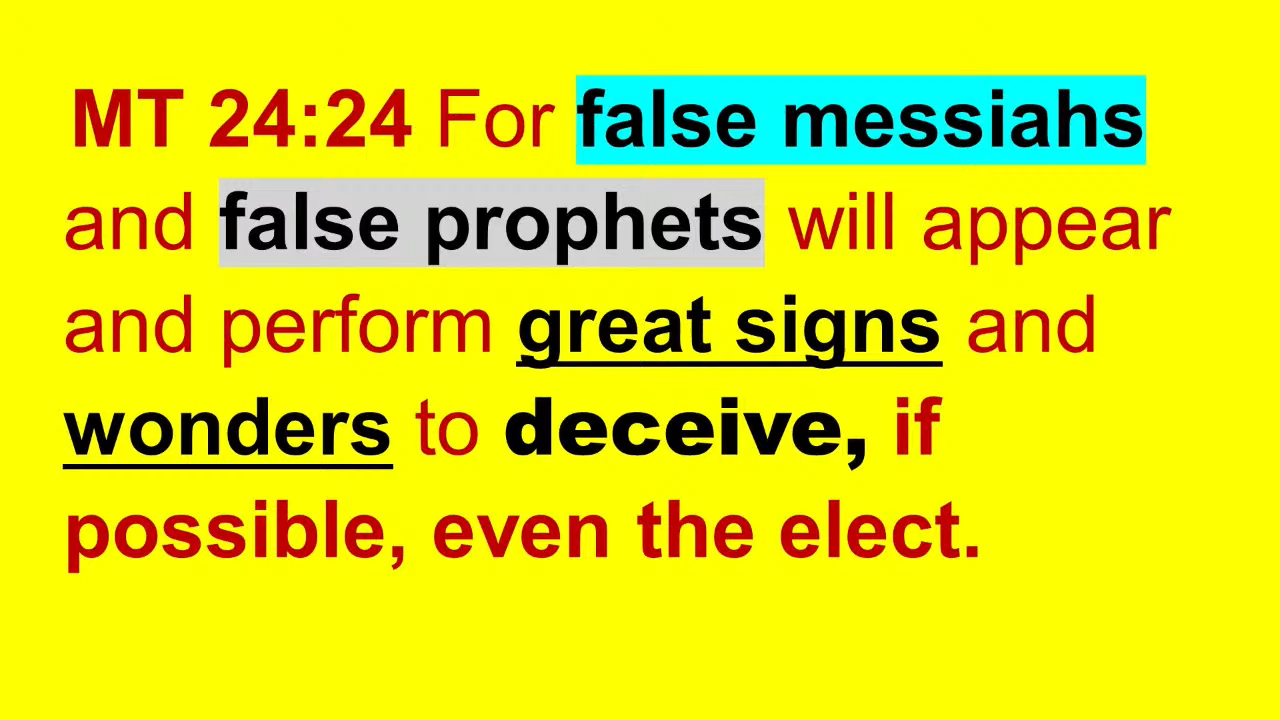 MT 24:24 For false messiahs
and false prophets will appear
and perform great signs and
wonders to deceive, if
possible, even the elect.